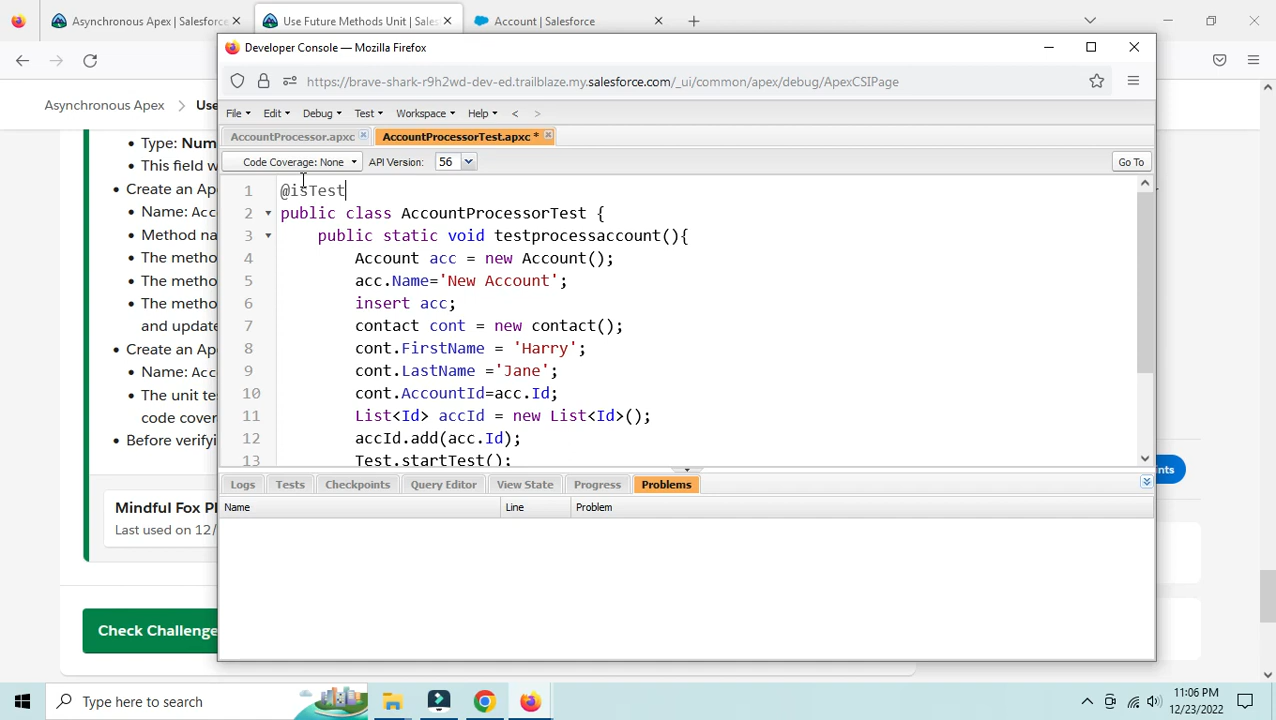 Asynchronous Apex | Salesforce
Use Future Methods Unit | Sales
Account | Salesforce
Developer Console — Mozilla Firefox
https://brave-shark-r9h2wd-dev-ed.trailblaze.my.salesforce.com/_ui/common/apex/debug/ApexCSIPage
File Edit Debug Test Workspace Help < >
AccountProcessor.apxc
AccountProcessorTest.apxc *
Code Coverage: None API Version: 56 Go To
1 @isTest
2 public class AccountProcessorTest {
3 public static void testprocessaccount(){
4 Account acc = new Account();
5 acc.Name='New Account';
6 insert acc;
7 contact cont = new contact();
8 cont.FirstName = 'Harry';
9 cont.LastName ='Jane';
10 cont.AccountId=acc.Id;
11 List<Id> accId = new List<Id>();
12 accId.add(acc.Id);
13 Test.startTest();
Logs Tests Checkpoints Query Editor View State Progress Problems
Name Line Problem
Asynchronous Apex > Use
Type: Num
This field w
Create an Ap
Name: Acc
Method na
The metho
The metho
The metho
and update
Create an Ap
Name: Acc
The unit te
code cover
Before verifyi
Mindful Fox Pl
Last used on 12/
nts
Check Challenge
Type here to search
11:06 PM
12/23/2022